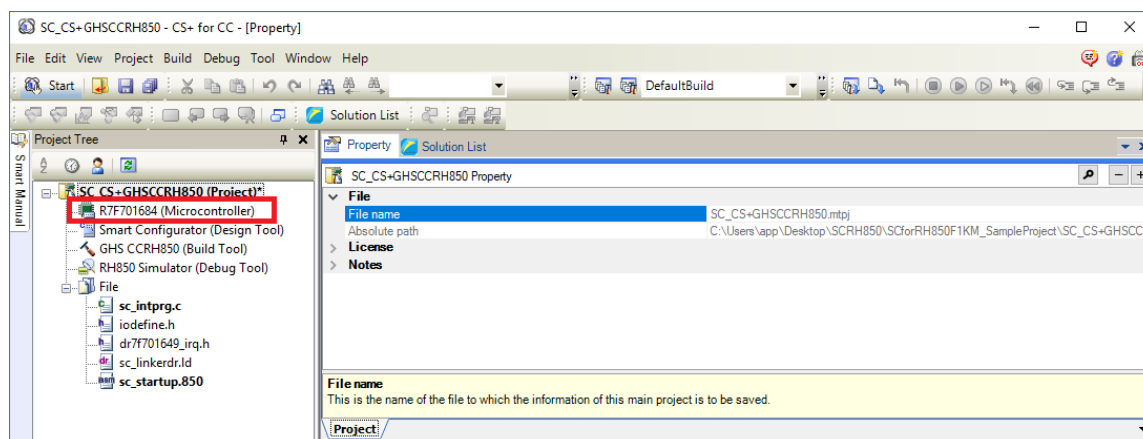 SC_CS+GHSCCRH850 - CS+ for CC - [Property]
File Edit View Project Build Debug Tool Window Help
Start DefaultBuild
Solution List
Smart Manual
Project Tree
SC_CS+GHSCCRH850 (Project)*
R7F701684 (Microcontroller)
Smart Configurator (Design Tool)
GHS CCRH850 (Build Tool)
RH850 Simulator (Debug Tool)
File
sc_intprg.c
iodefine.h
dr7f701649_irq.h
sc_linkerdr.ld
sc_startup.850
Property Solution List
SC_CS+GHSCCRH850 Property
File
File name SC_CS+GHSCCRH850.mtpj
Absolute path C:\Users\app\Desktop\SCRH850\SCforRH850F1KM_SampleProject\SC_CS+GHSCC
License
Notes
File name
This is the name of the file to which the information of this main project is to be saved.
Project